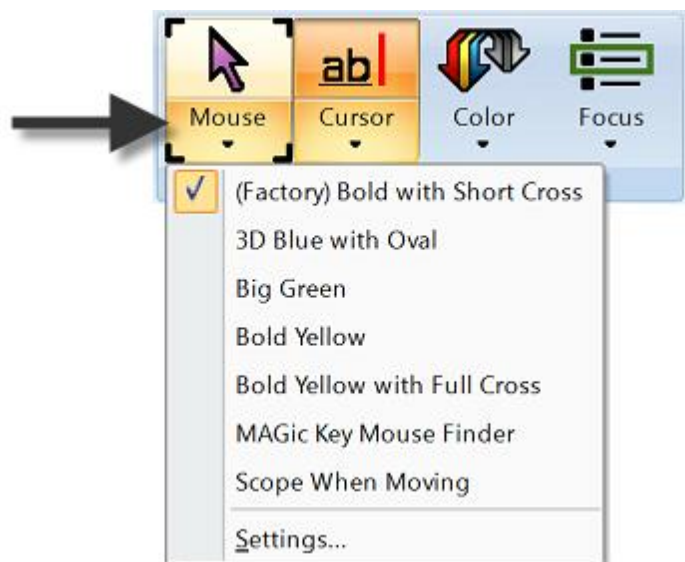 ab
Mouse Cursor Color Focus
(Factory) Bold with Short Cross
3D Blue with Oval
Big Green
Bold Yellow
Bold Yellow with Full Cross
MAGic Key Mouse Finder
Scope When Moving
Settings...